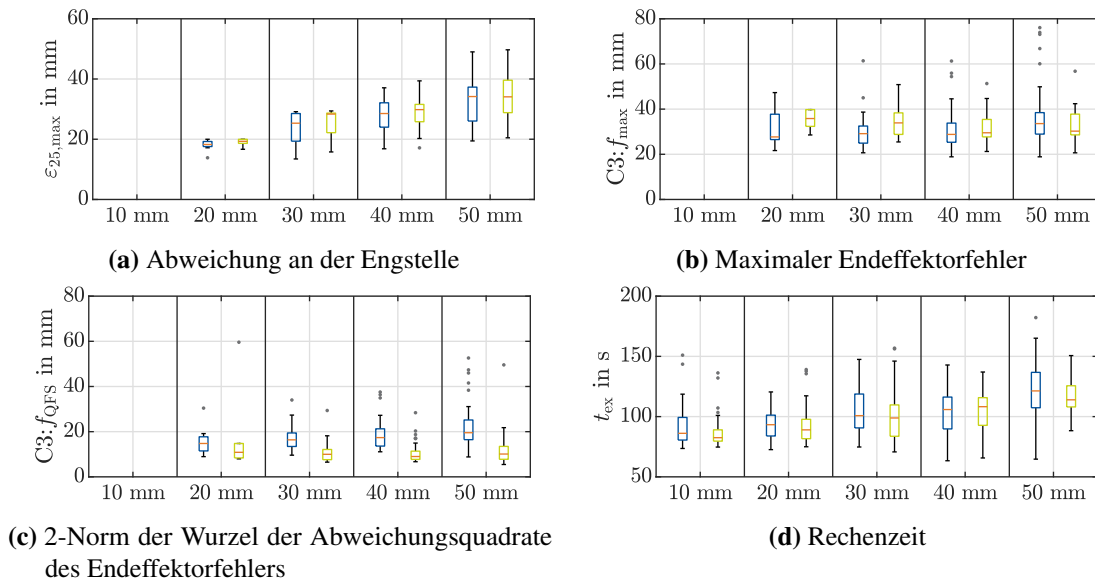 60
40
20
0
ε25,max in mm
10 mm 20 mm 30 mm 40 mm 50 mm
(a) Abweichung an der Engstelle
80
60
40
20
0
C3: fmax in mm
10 mm 20 mm 30 mm 40 mm 50 mm
(b) Maximaler Endeffektorfehler
80
60
40
20
0
C3: fQFS in mm
10 mm 20 mm 30 mm 40 mm 50 mm
(c) 2-Norm der Wurzel der Abweichungsquadrate
des Endeffektorfehlers
200
150
100
50
tex in s
10 mm 20 mm 30 mm 40 mm 50 mm
(d) Rechenzeit